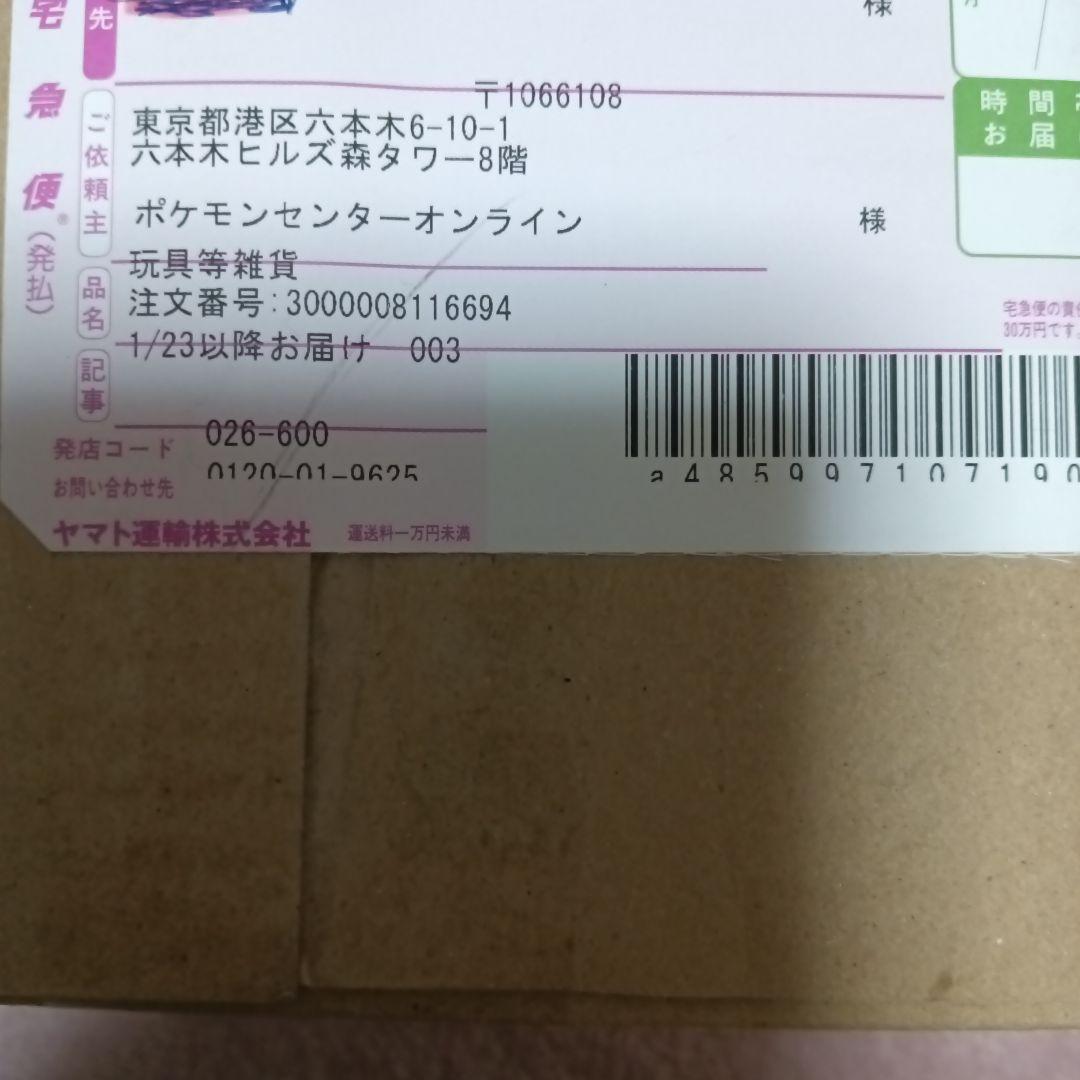 宅急便
(発払)
先
様
〒1066108
ご依頼主
東京都港区六本木6-10-1
六本木ヒルズ森タワー8階
ポケモンセンターオンライン 様
品名
玩具等雑貨
注文番号:3000008116694
記事
1/23以降お届け 003
発店コード 026-600
お問い合わせ先 0120-01-9625
ヤマト運輸株式会社 運送料一万円未満
時間
お届
宅急便の責
30万円です。
a485997107190